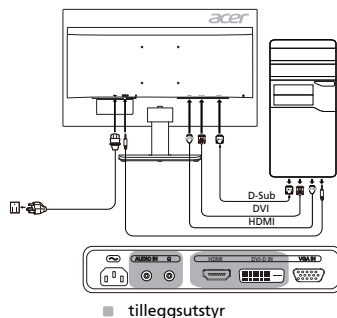 acer
D-Sub
DVI
HDMI
AUDIO IN HDMI DVI-D IN VGA IN
tilleggsutstyr